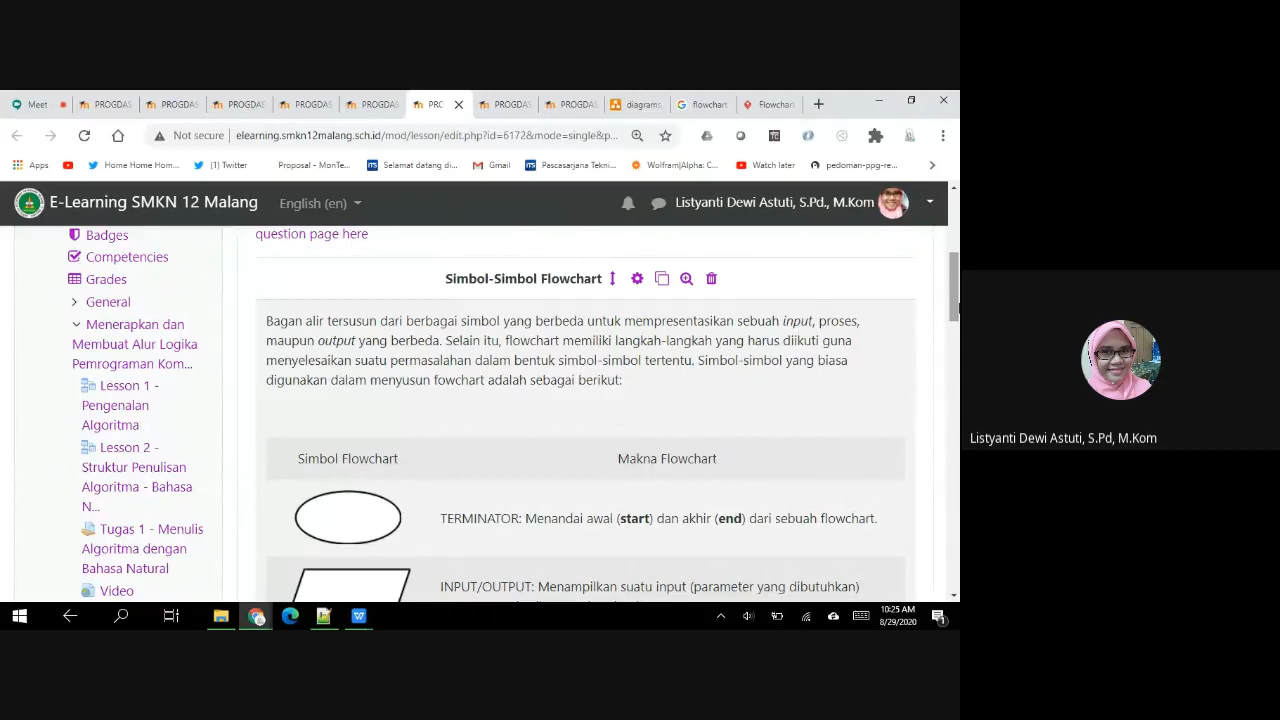 Meet
PROGDAS
PROGDAS
PROGDAS
PROGDAS
PROGDAS
PRO
PROGDAS
PROGDAS
diagrams
flowchart
Flowchart
Not secure
elearning.smkn12malang.sch.id/mod/lesson/edit.php?id=6172&mode=single&p...
Apps
Home Home Hom...
(1) Twitter
Proposal - MonTe...
Selamat datang di...
Gmail
Pascasarjana Tekni...
Wolfram|Alpha: C...
Watch later
pedoman-ppg-re...
E-Learning SMKN 12 Malang
English (en)
Listyanti Dewi Astuti, S.Pd., M.Kom
Badges
Competencies
Grades
General
Menerapkan dan
Membuat Alur Logika
Pemrograman Kom...
Lesson 1 -
Pengenalan
Algoritma
Lesson 2 -
Struktur Penulisan
Algoritma - Bahasa
N...
Tugas 1 - Menulis
Algoritma dengan
Bahasa Natural
Video
question page here
Simbol-Simbol Flowchart
Bagan alir tersusun dari berbagai simbol yang berbeda untuk mempresentasikan sebuah input, proses,
maupun output yang berbeda. Selain itu, flowchart memiliki langkah-langkah yang harus diikuti guna
menyelesaikan suatu permasalahan dalam bentuk simbol-simbol tertentu. Simbol-simbol yang biasa
digunakan dalam menyusun fowchart adalah sebagai berikut:
Simbol Flowchart
Makna Flowchart
TERMINATOR: Menandai awal (start) dan akhir (end) dari sebuah flowchart.
INPUT/OUTPUT: Menampilkan suatu input (parameter yang dibutuhkan)
Listyanti Dewi Astuti, S.Pd, M.Kom
10:25 AM
8/29/2020